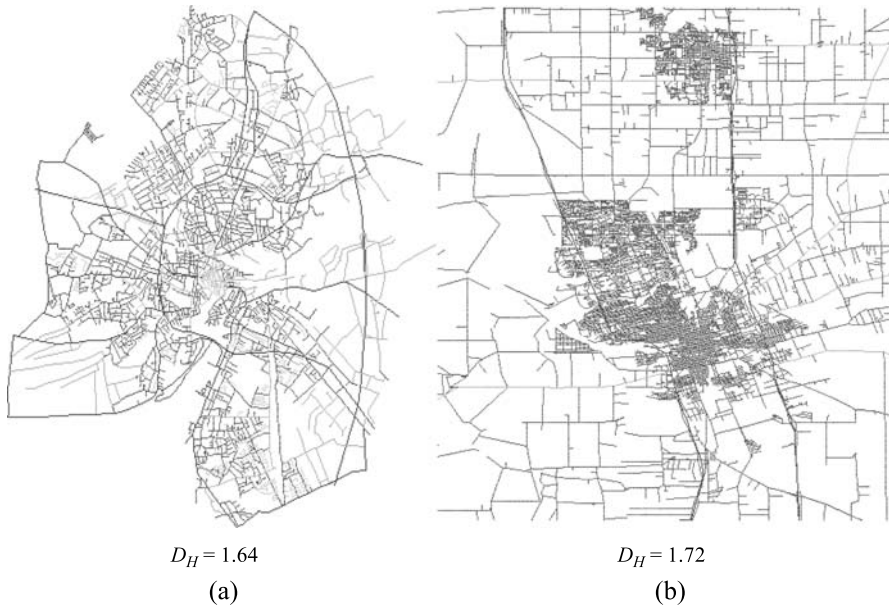 D_H = 1.64
D_H = 1.72
(a)
(b)